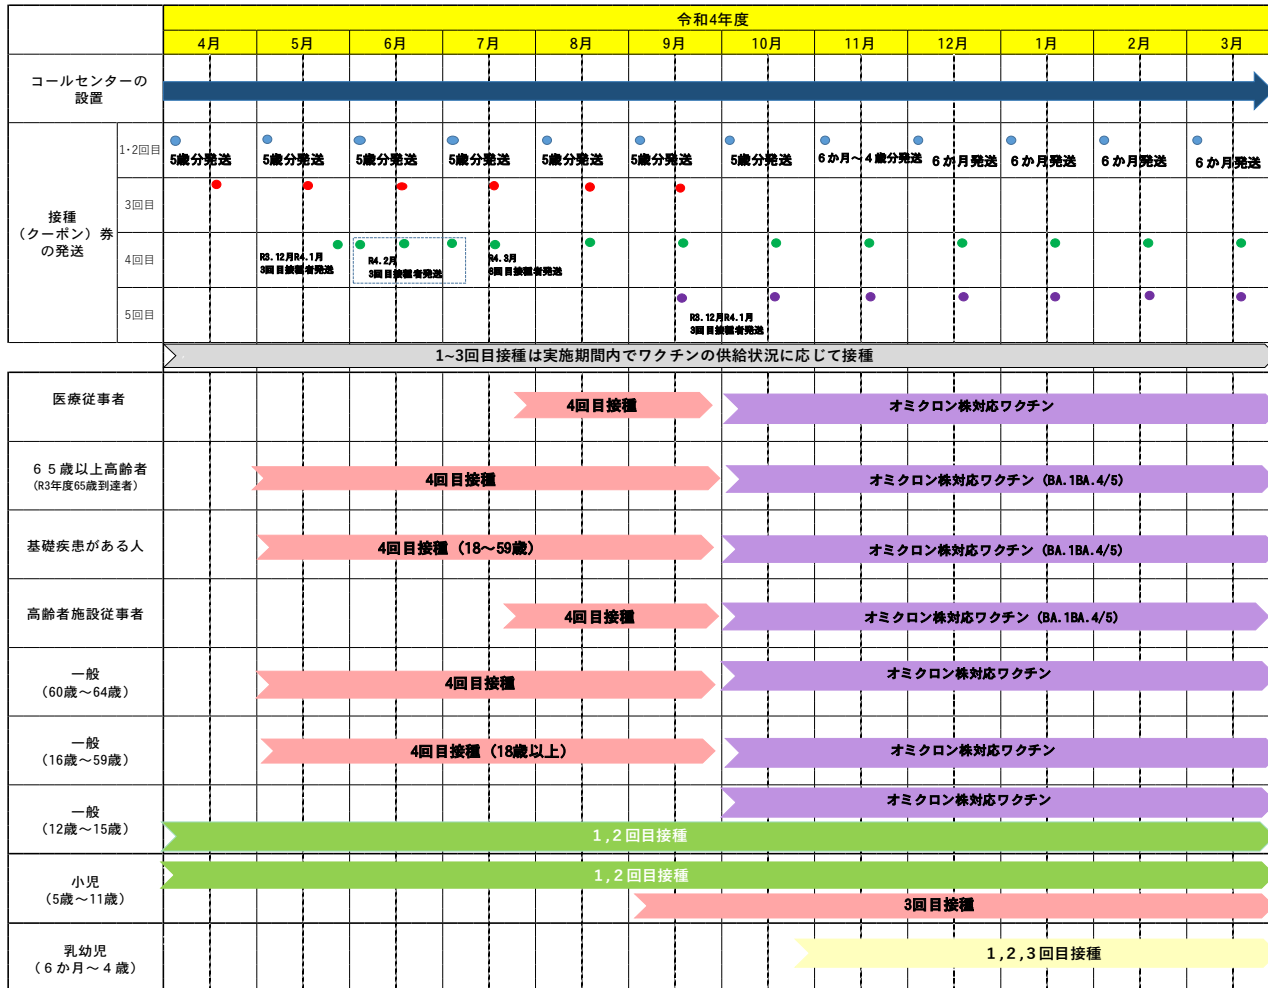 令和4年度
4月 5月 6月 7月 8月 9月 10月 11月 12月 1月 2月 3月
コールセンターの
設置
接種
（クーポン）券
の発送
1･2回目
5歳分発送 5歳分発送 5歳分発送 5歳分発送 5歳分発送 5歳分発送 5歳分発送 6か月～4歳分発送 6か月発送 6か月発送 6か月発送 6か月発送
3回目
4回目
R3.12月R4.1月
3回目接種者発送
R4.2月
3回目接種者発送
R4.3月
3回目接種者発送
5回目
R3.12月R4.1月
3回目接種者発送
1~3回目接種は実施期間内でワクチンの供給状況に応じて接種
医療従事者
4回目接種
オミクロン株対応ワクチン
６５歳以上高齢者
（R3年度65歳到達者）
4回目接種
オミクロン株対応ワクチン（BA.1BA.4/5）
基礎疾患がある人
4回目接種（18～59歳）
オミクロン株対応ワクチン（BA.1BA.4/5）
高齢者施設従事者
4回目接種
オミクロン株対応ワクチン（BA.1BA.4/5）
一般
（60歳～64歳）
4回目接種
オミクロン株対応ワクチン
一般
（16歳～59歳）
4回目接種（18歳以上）
オミクロン株対応ワクチン
一般
（12歳～15歳）
オミクロン株対応ワクチン
1,2回目接種
小児
（5歳～11歳）
1,2回目接種
3回目接種
乳幼児
（６か月～４歳）
1,2,3回目接種